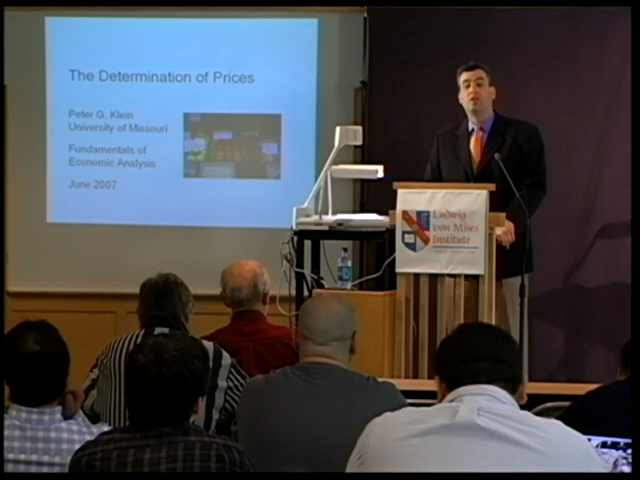 The Determination of Prices
Peter G. Klein
University of Missouri
Fundamentals of
Economic Analysis
June 2007
Ludwig
von Mises
Institute